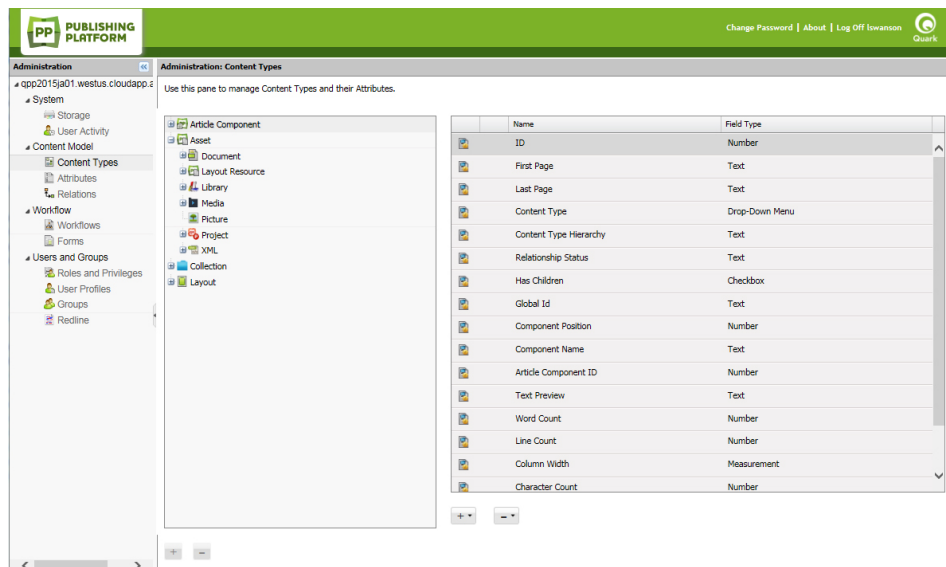 PP PUBLISHING PLATFORM
Change Password | About | Log Off lswanson
Quark
Administration
Administration: Content Types
qpp2015ja01.westus.cloudapp.a
System
Storage
User Activity
Content Model
Content Types
Attributes
Relations
Workflow
Workflows
Forms
Users and Groups
Roles and Privileges
User Profiles
Groups
Redline
Use this pane to manage Content Types and their Attributes.
Article Component
Asset
Document
Layout Resource
Library
Media
Picture
Project
XML
Collection
Layout
Name Field Type
ID Number
First Page Text
Last Page Text
Content Type Drop-Down Menu
Content Type Hierarchy Text
Relationship Status Text
Has Children Checkbox
Global Id Text
Component Position Number
Component Name Text
Article Component ID Number
Text Preview Text
Word Count Number
Line Count Number
Column Width Measurement
Character Count Number